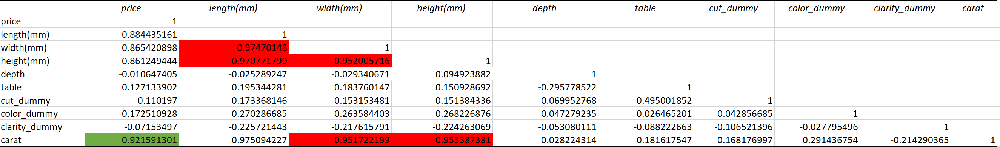 price length(mm) width(mm) height(mm) depth table cut_dummy color_dummy clarity_dummy carat
price 1
length(mm) 0.884435161 1
width(mm) 0.865420898 0.97470148 1
height(mm) 0.861249444 0.970771799 0.952005716 1
depth -0.010647405 -0.025289247 -0.029340671 0.094923882 1
table 0.127133902 0.195344281 0.183760147 0.150928692 -0.295778522 1
cut_dummy 0.110197 0.173368146 0.153153481 0.151384336 -0.069952768 0.495001852 1
color_dummy 0.172510928 0.270286685 0.263584403 0.268226876 0.047279235 0.026465201 0.042856685 1
clarity_dummy -0.07153497 -0.225721443 -0.217615791 -0.224263069 -0.053080111 -0.088222663 -0.106521396 -0.027795496 1
carat 0.921591301 0.975094227 0.951722199 0.953387381 0.028224314 0.181617547 0.168176997 0.291436754 -0.214290365 1